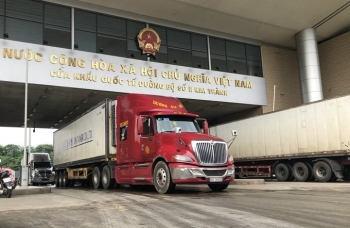 NƯỚC CỘNG HÒA XÃ HỘI CHỦ NGHĨA VIỆT NAM
CỬA KHẨU QUỐC TẾ ĐƯỜNG BỘ SỐ II KIM THÀNH